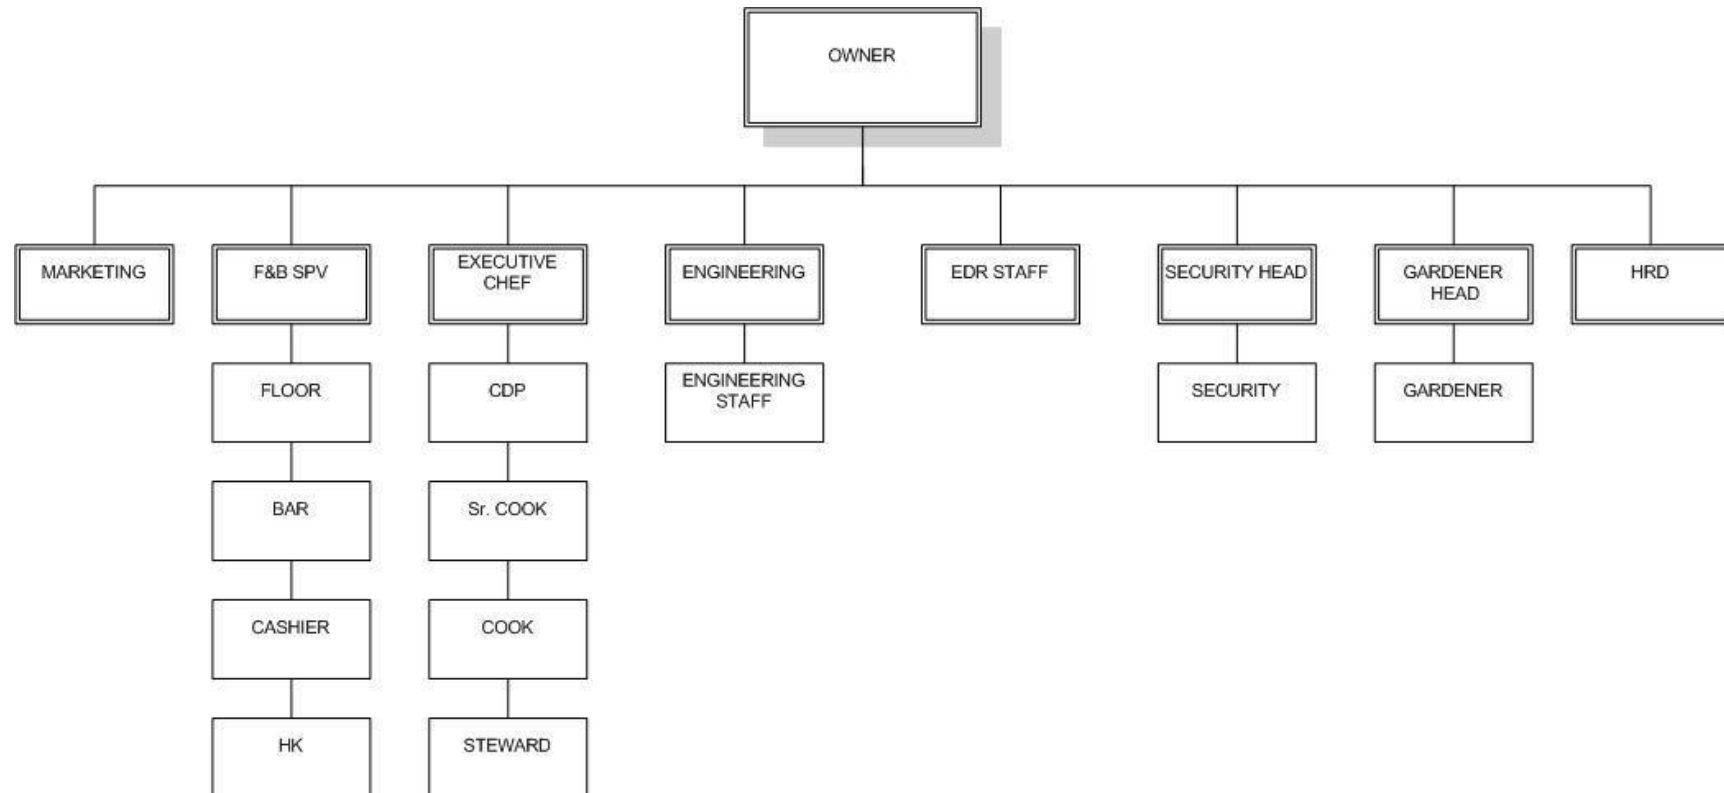 OWNER
MARKETING
F&B SPV
EXECUTIVE
CHEF
ENGINEERING
EDR STAFF
SECURITY HEAD
GARDENER
HEAD
HRD
FLOOR
CDP
ENGINEERING
STAFF
SECURITY
GARDENER
BAR
Sr. COOK
CASHIER
COOK
HK
STEWARD